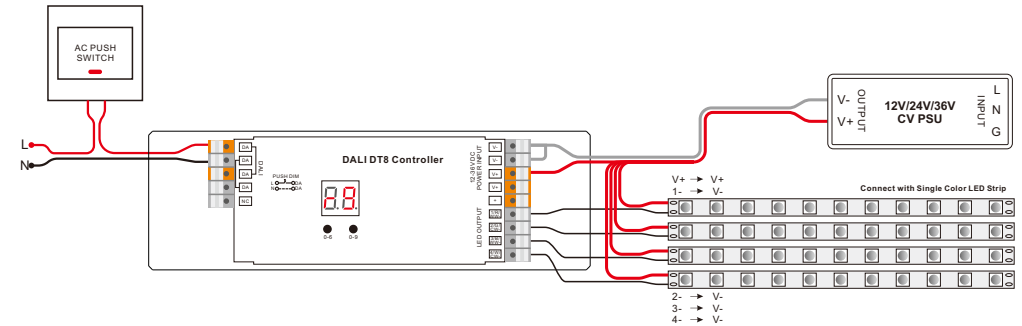 AC PUSH
SWITCH
L
N
DA
DA
DA
DA
NC
DALI
PUSH DIM
L DA
N DA
DALI DT8 Controller
0-6
0-9
12-36VDC
POWER INPUT
V-
V-
V+
V+
+
LED OUTPUT
V-
V+
OUTPUT
12V/24V/36V
CV PSU
INPUT
L
N
G
V+ → V+
1- → V-
Connect with Single Color LED Strip
2- → V-
3- → V-
4- → V-